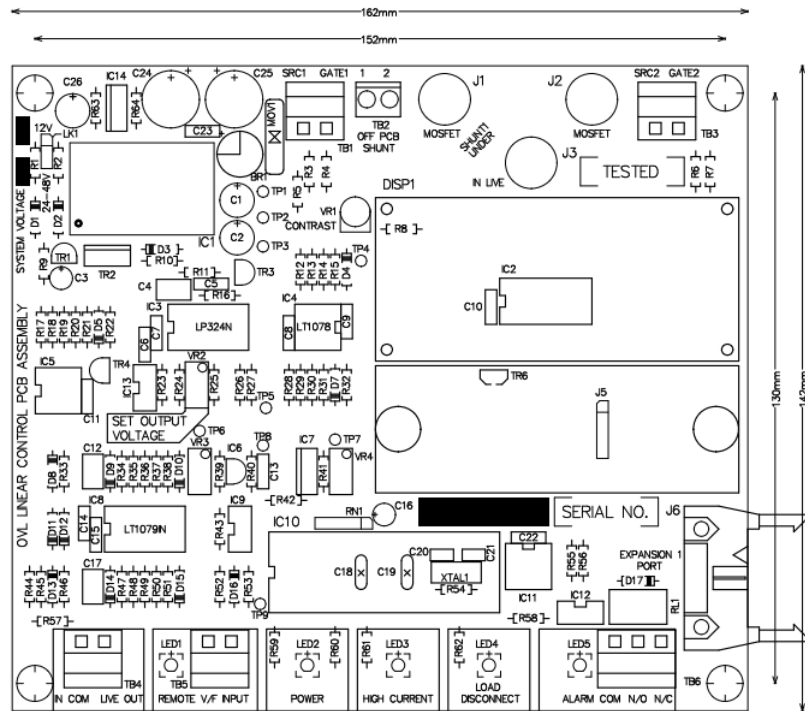 162mm
152mm
C26
R63
IC14
R64
C24
C25
C23
MOV1
SRC1 GATE1
TB1
1 2
TB2
OFF PCB
SHUNT
J1
MOSFET
SHUNT1
UNDER
J2
MOSFET
J3
IN LIVE
SRC2 GATE2
TB3
TESTED
R6
R7
12V
LK1
24-48V
SYSTEM VOLTAGE
R1
R2
D1
D2
BR1
IC1
C1
C2
TP1
TP2
TP3
R3
R4
R5
VR1
CONTRAST
DISP1
R8
IC2
C10
R9
TR1
C3
TR2
D3
R10
R11
C4
C5
R16
TR3
TP4
R12
R13
R14
R15
D4
IC3
LP324N
C6
C7
IC4
LT1078
C8
C9
R17
R18
R19
R20
R21
D5
R22
IC5
C11
TR4
IC13
R23
R24
VR2
R25
R26
R27
R28
R29
R30
R31
D7
R32
TP5
TR6
J5
SET OUTPUT
VOLTAGE
TP6
VR3
IC6
TP8
R39
R40
C13
IC7
TP7
R41
VR4
R42
OVL LINEAR CONTROL PCB ASSEMBLY
D8
R33
C12
D9
R34
R35
R36
R37
R38
D10
RN1
C16
SERIAL NO.
J6
IC8
LT1079IN
C14
C15
D11
D12
R43
IC9
IC10
C18
C19
C20
C21
XTAL1
R54
C22
IC11
R55
R56
EXPANSION 1
PORT
D17
RL1
IC12
R58
R44
R45
D13
R46
C17
D14
R47
R48
R49
R50
R51
D15
R52
D16
R53
TP9
R57
TB4
IN COM LIVE OUT
LED1
TB5
REMOTE V/F INPUT
R59
LED2
R60
POWER
R61
LED3
HIGH CURRENT
R62
LED4
LOAD
DISCONNECT
LED5
ALARM COM N/O N/C
TB6
130mm
142mm